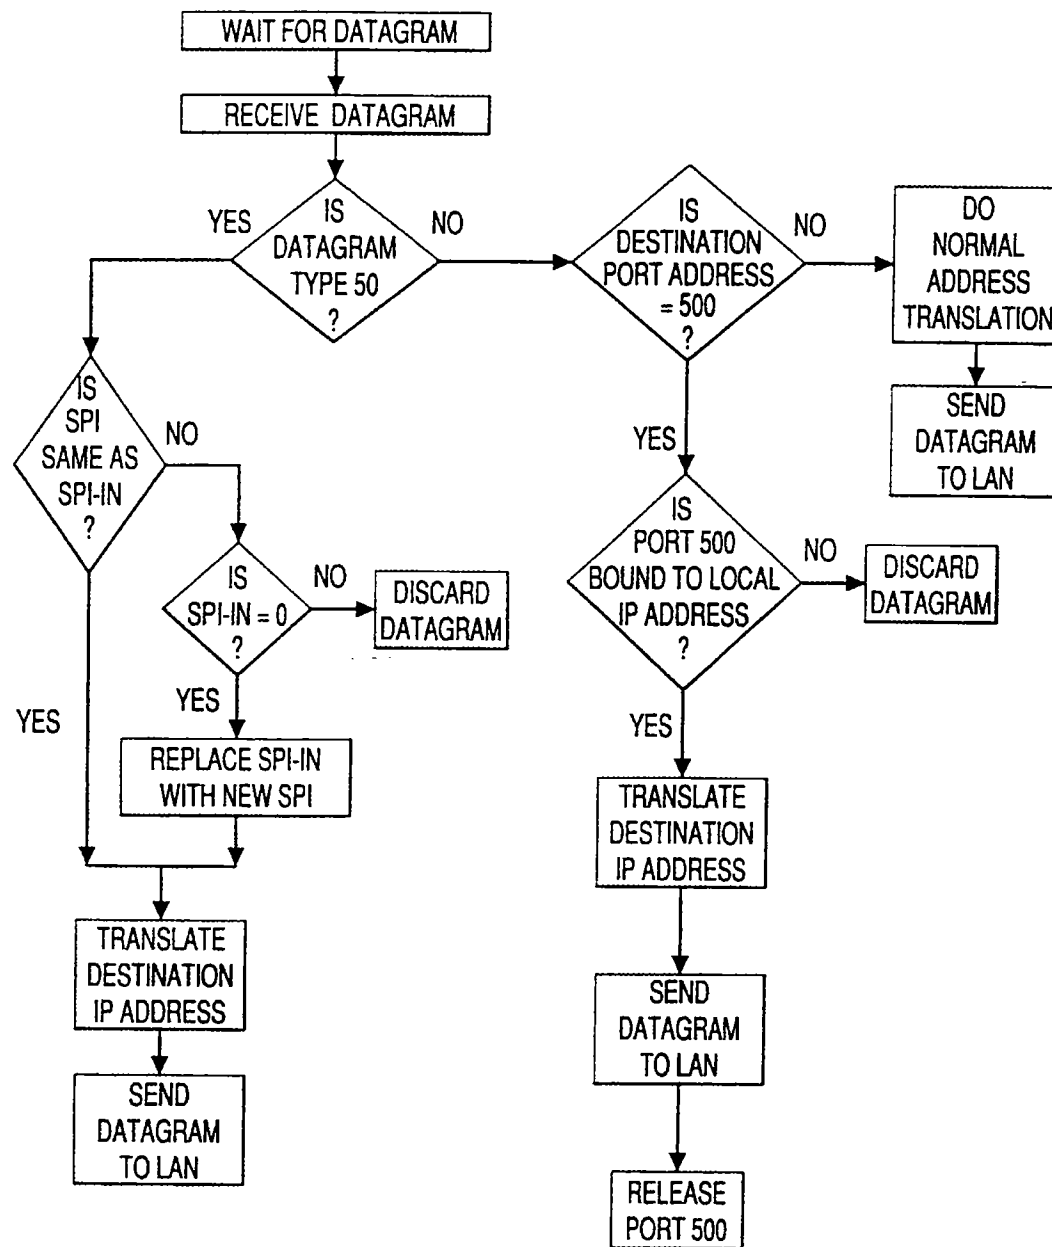 WAIT FOR DATAGRAM
RECEIVE DATAGRAM
IS
DATAGRAM
TYPE 50
?
YES
NO
IS
DESTINATION
PORT ADDRESS
= 500
?
NO
DO
NORMAL
ADDRESS
TRANSLATION
SEND
DATAGRAM
TO LAN
IS
SPI
SAME AS
SPI-IN
?
NO
YES
IS
SPI-IN = 0
?
NO
DISCARD
DATAGRAM
YES
REPLACE SPI-IN
WITH NEW SPI
TRANSLATE
DESTINATION
IP ADDRESS
SEND
DATAGRAM
TO LAN
YES
IS
PORT 500
BOUND TO LOCAL
IP ADDRESS
?
NO
DISCARD
DATAGRAM
YES
TRANSLATE
DESTINATION
IP ADDRESS
SEND
DATAGRAM
TO LAN
RELEASE
PORT 500